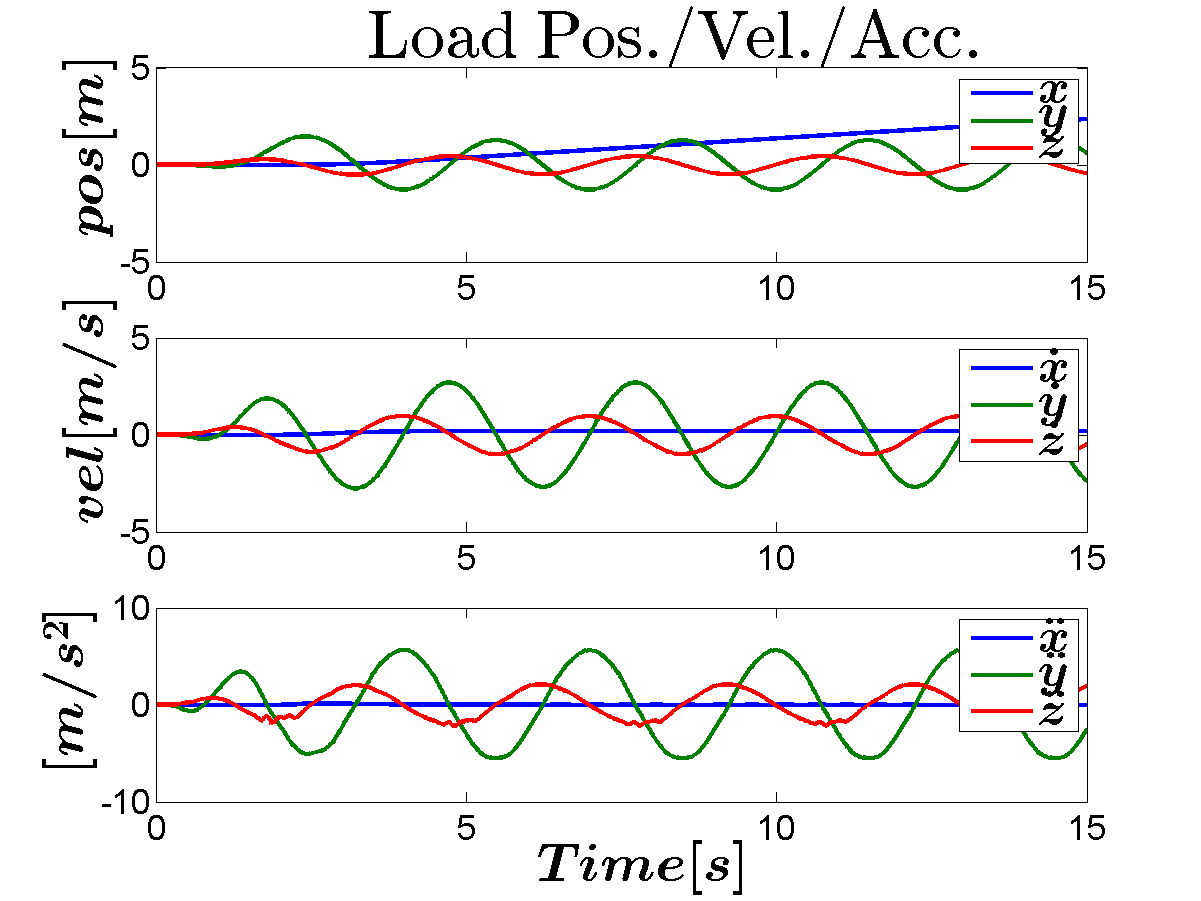 Load Pos./Vel./Acc.
pos[m]
5
0
-5
0 5 10 15
x
y
z
vel[m/s]
5
0
-5
0 5 10 15
ẋ
ẏ
ż
[m/s²]
10
0
-10
0 5 10 15
ẍ
ÿ
z̈
Time[s]